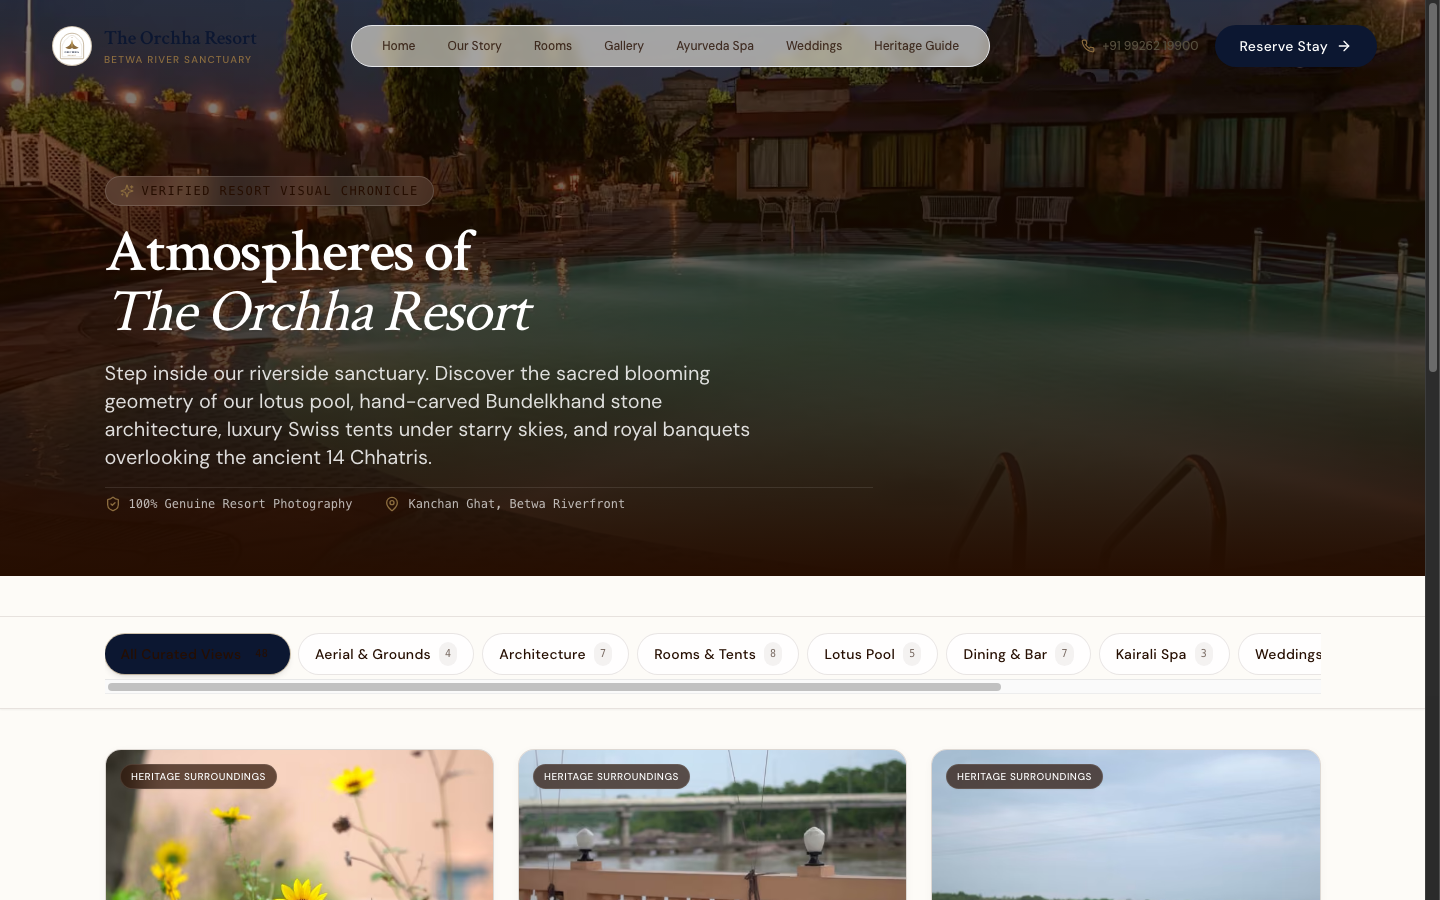 The Orchha Resort
BETWA RIVER SANCTUARY
Home
Our Story
Rooms
Gallery
Ayurveda Spa
Weddings
Heritage Guide
+91 99262 19900
Reserve Stay
VERIFIED RESORT VISUAL CHRONICLE
Atmospheres of
The Orchha Resort
Step inside our riverside sanctuary. Discover the sacred blooming
geometry of our lotus pool, hand-carved Bundelkhand stone
architecture, luxury Swiss tents under starry skies, and royal banquets
overlooking the ancient 14 Chhatris.
100% Genuine Resort Photography
Kanchan Ghat, Betwa Riverfront
All Curated Views
Aerial & Grounds 4
Architecture 7
Rooms & Tents 8
Lotus Pool 5
Dining & Bar 7
Kairali Spa 3
Weddings
HERITAGE SURROUNDINGS
HERITAGE SURROUNDINGS
HERITAGE SURROUNDINGS